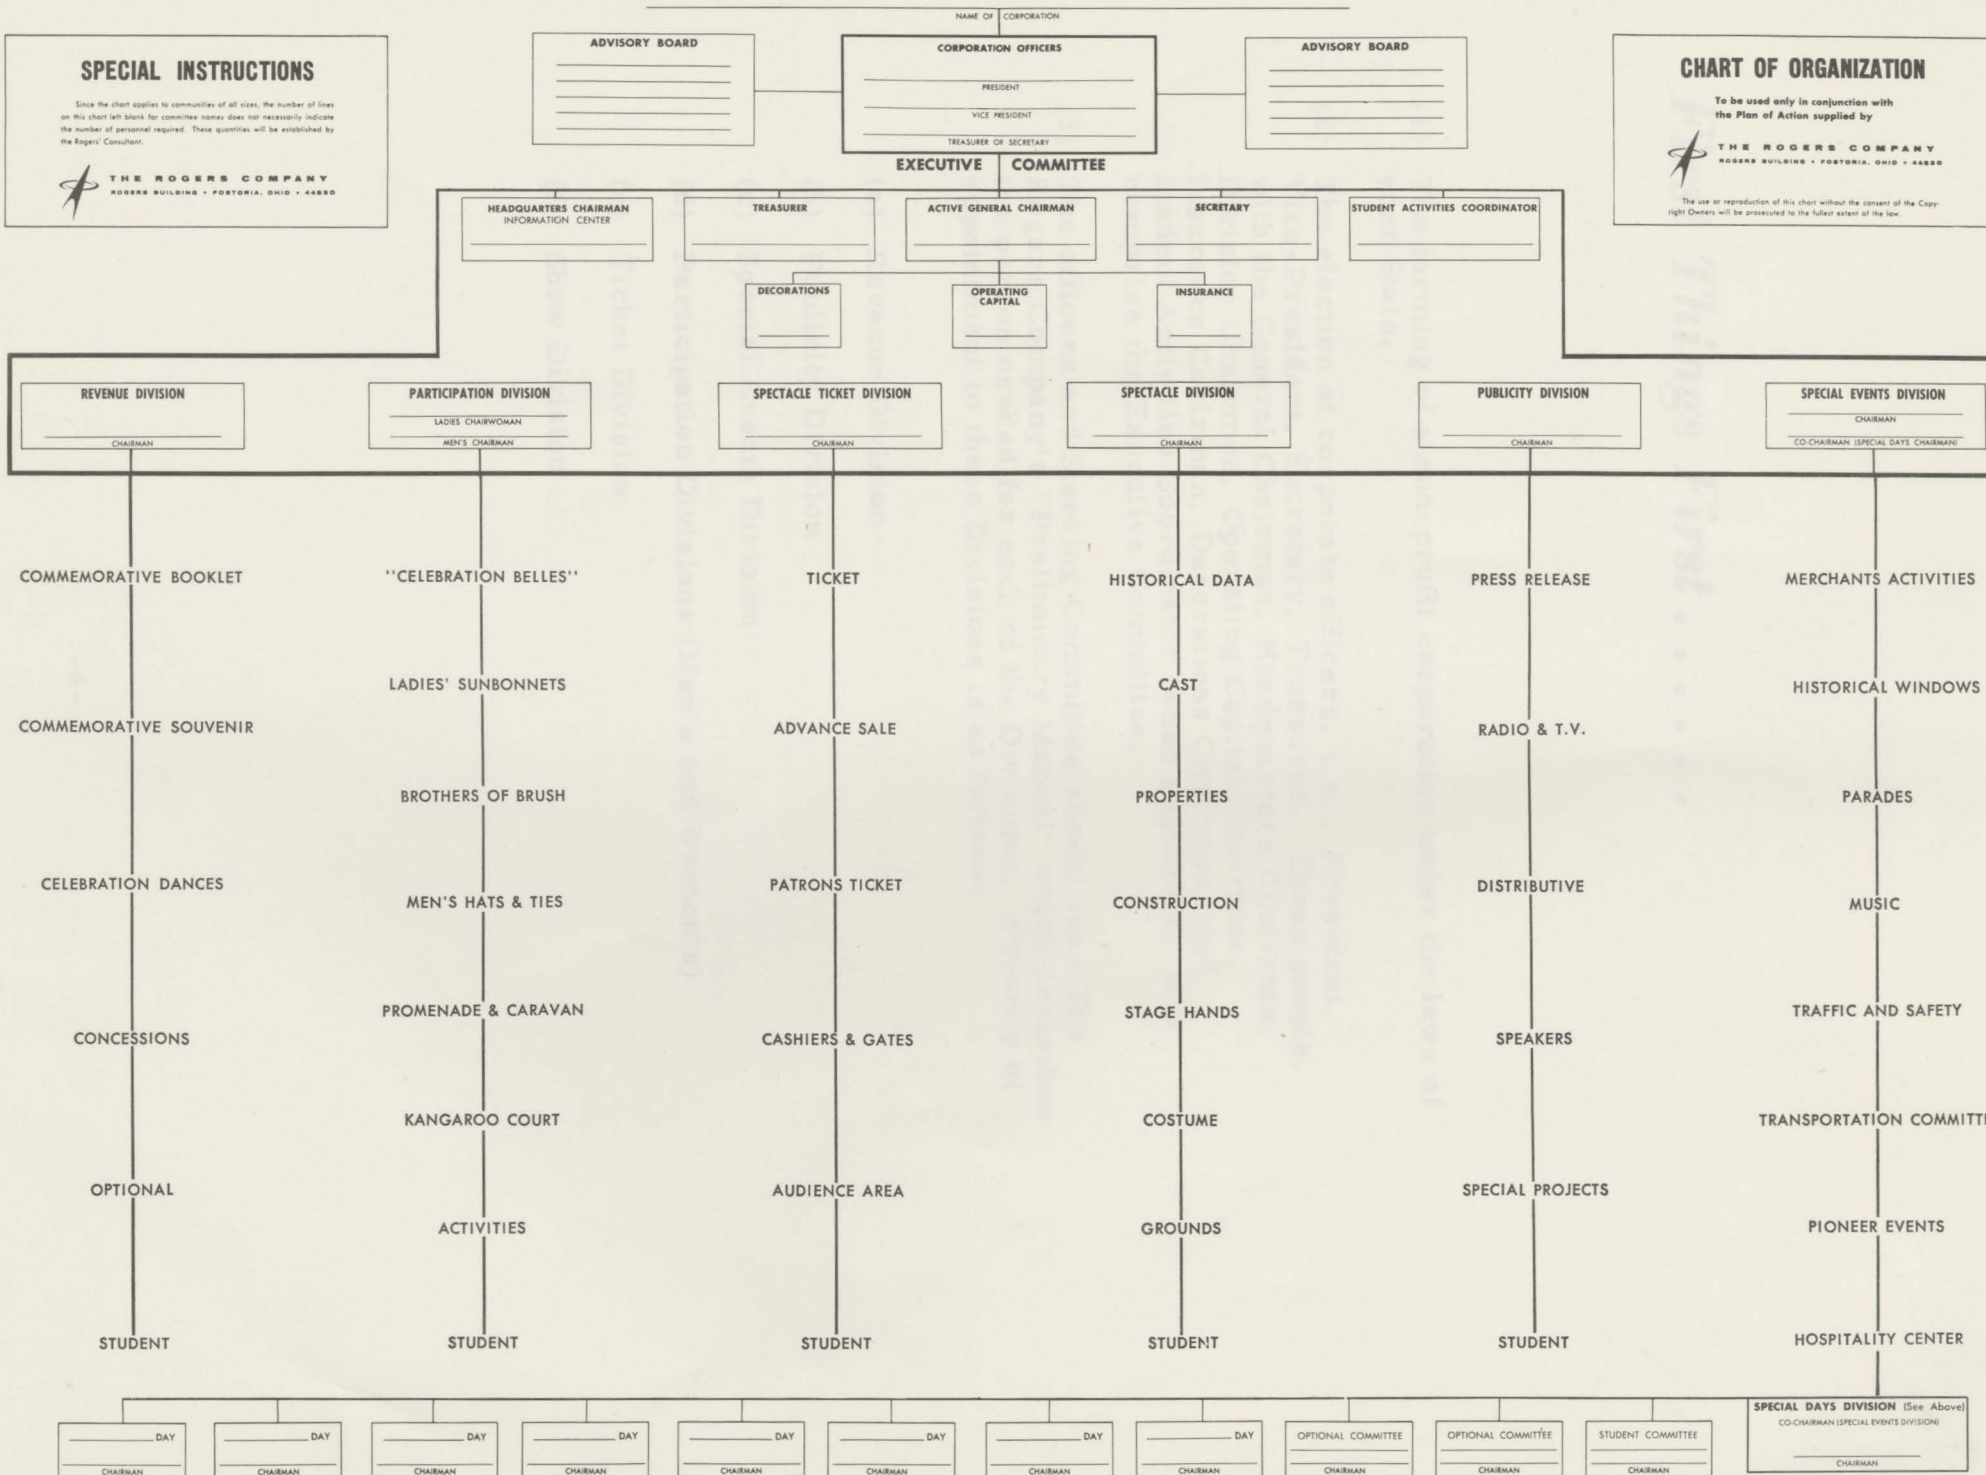 NAME OF CORPORATION
SPECIAL INSTRUCTIONS
Since the chart applies to communities of all sizes, the number of lines
on this chart left blank for committee names does not necessarily indicate
the number of personnel required. These quantities will be established by
the Rogers' Consultant.
THE ROGERS COMPANY
ROGERS BUILDING • FOSTORIA, OHIO • 44830
ADVISORY BOARD
CORPORATION OFFICERS
PRESIDENT
VICE PRESIDENT
TREASURER OR SECRETARY
ADVISORY BOARD
CHART OF ORGANIZATION
To be used only in conjunction with
the Plan of Action supplied by
THE ROGERS COMPANY
ROGERS BUILDING • FOSTORIA, OHIO • 44830
The use or reproduction of this chart without the consent of the Copy-
right Owners will be prosecuted to the fullest extent of the law.
EXECUTIVE COMMITTEE
HEADQUARTERS CHAIRMAN
INFORMATION CENTER
TREASURER
ACTIVE GENERAL CHAIRMAN
SECRETARY
STUDENT ACTIVITIES COORDINATOR
DECORATIONS
OPERATING
CAPITAL
INSURANCE
REVENUE DIVISION
CHAIRMAN
PARTICIPATION DIVISION
LADIES CHAIRWOMAN
MEN'S CHAIRMAN
SPECTACLE TICKET DIVISION
CHAIRMAN
SPECTACLE DIVISION
CHAIRMAN
PUBLICITY DIVISION
CHAIRMAN
SPECIAL EVENTS DIVISION
CHAIRMAN
CO-CHAIRMAN (SPECIAL DAYS CHAIRMAN)
COMMEMORATIVE BOOKLET
COMMEMORATIVE SOUVENIR
CELEBRATION DANCES
CONCESSIONS
OPTIONAL
STUDENT
"CELEBRATION BELLES"
LADIES' SUNBONNETS
BROTHERS OF BRUSH
MEN'S HATS & TIES
PROMENADE & CARAVAN
KANGAROO COURT
ACTIVITIES
STUDENT
TICKET
ADVANCE SALE
PATRONS TICKET
CASHIERS & GATES
AUDIENCE AREA
STUDENT
HISTORICAL DATA
CAST
PROPERTIES
CONSTRUCTION
STAGE HANDS
COSTUME
GROUNDS
STUDENT
PRESS RELEASE
RADIO & T.V.
DISTRIBUTIVE
SPEAKERS
SPECIAL PROJECTS
STUDENT
MERCHANTS ACTIVITIES
HISTORICAL WINDOWS
PARADES
MUSIC
TRAFFIC AND SAFETY
TRANSPORTATION COMMITT
PIONEER EVENTS
HOSPITALITY CENTER
DAY
CHAIRMAN
DAY
CHAIRMAN
DAY
CHAIRMAN
DAY
CHAIRMAN
DAY
CHAIRMAN
DAY
CHAIRMAN
DAY
CHAIRMAN
DAY
CHAIRMAN
OPTIONAL COMMITTEE
CHAIRMAN
OPTIONAL COMMITTEE
CHAIRMAN
STUDENT COMMITTEE
CHAIRMAN
SPECIAL DAYS DIVISION (See Above)
CO-CHAIRMAN (SPECIAL EVENTS DIVISION)
CHAIRMAN